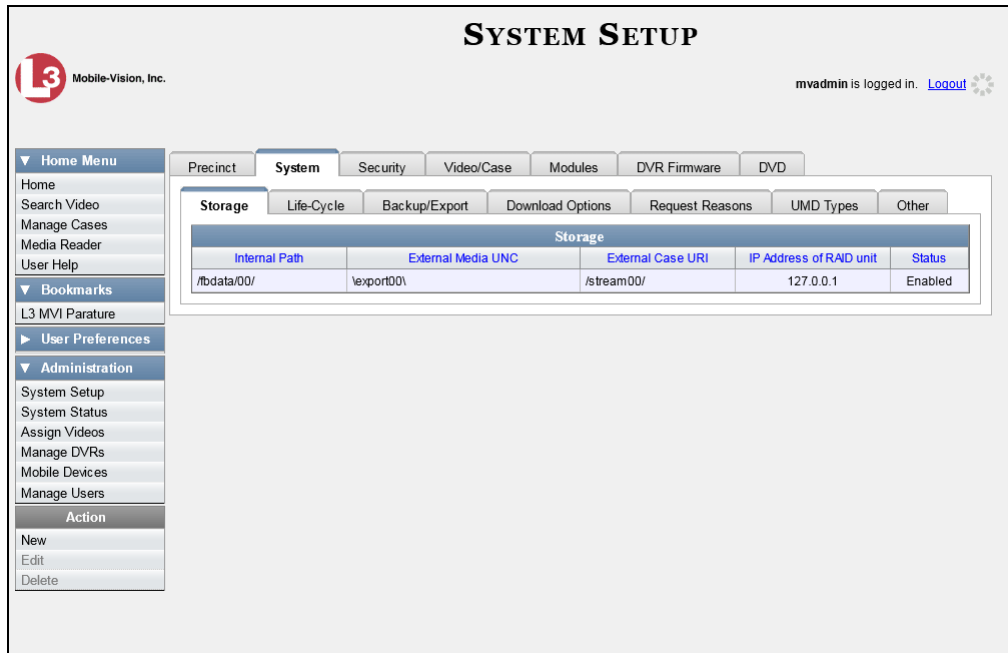 SYSTEM SETUP
L3 Mobile-Vision, Inc.
mvadmin is logged in. Logout
▼ Home Menu
Home
Search Video
Manage Cases
Media Reader
User Help
▼ Bookmarks
L3 MVI Parature
▶ User Preferences
▼ Administration
System Setup
System Status
Assign Videos
Manage DVRs
Mobile Devices
Manage Users
Action
New
Edit
Delete
Precinct System Security Video/Case Modules DVR Firmware DVD
Storage Life-Cycle Backup/Export Download Options Request Reasons UMD Types Other
Storage
Internal Path External Media UNC External Case URI IP Address of RAID unit Status
/fbdata/00/ \export00\ /stream00/ 127.0.0.1 Enabled